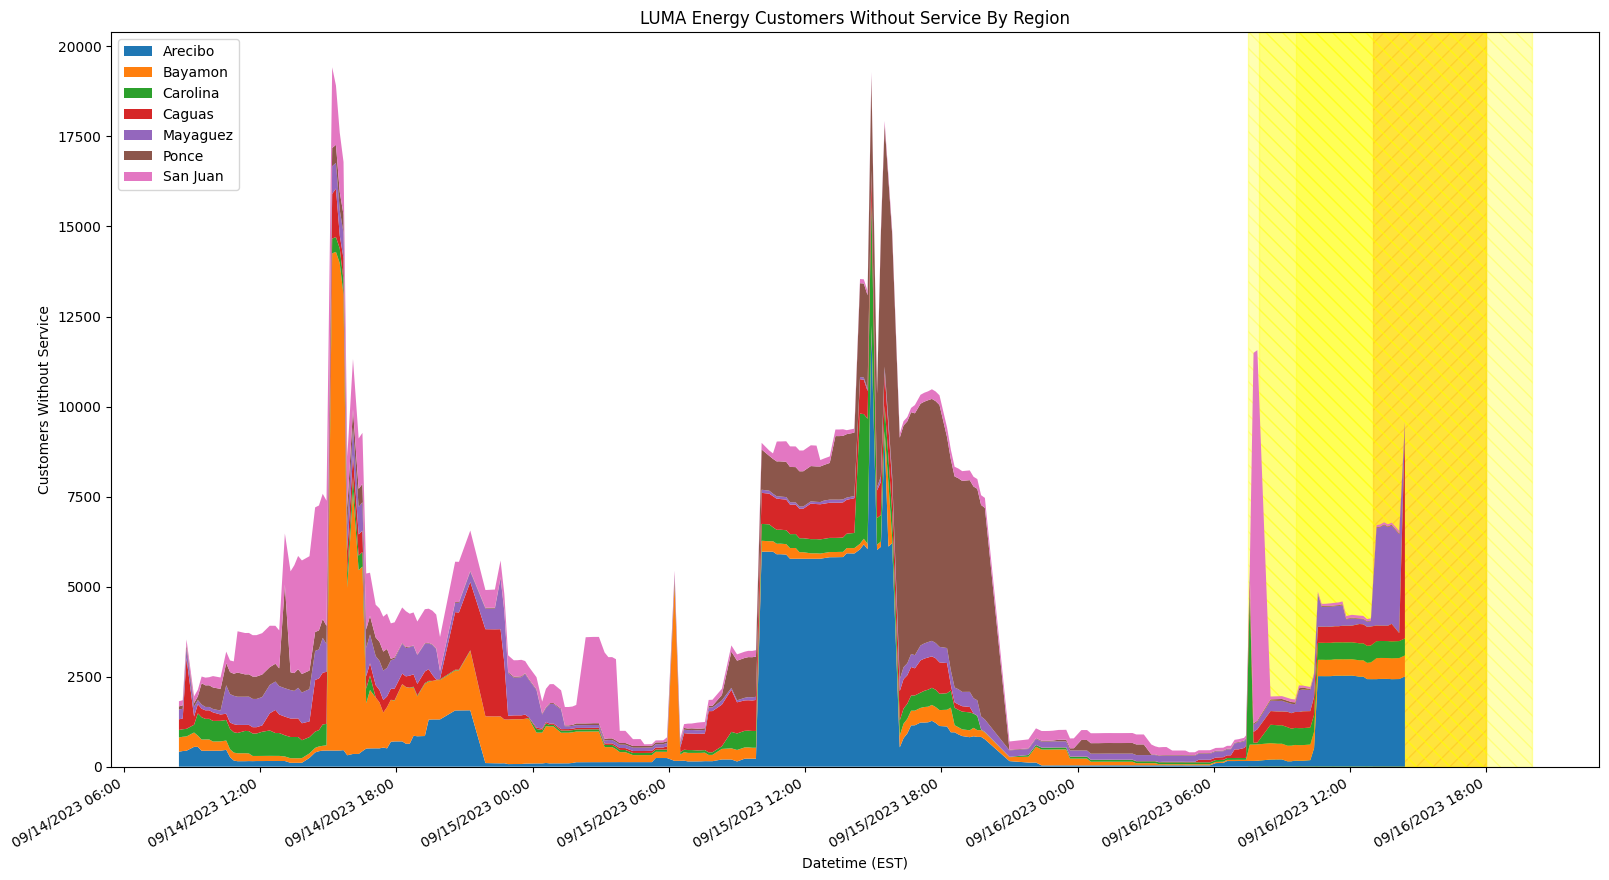 LUMA Energy Customers Without Service By Region
20000
17500
15000
12500
10000
7500
5000
2500
0
Customers Without Service
Arecibo
Bayamon
Carolina
Caguas
Mayaguez
Ponce
San Juan
09/14/2023 06:00
09/14/2023 12:00
09/14/2023 18:00
09/15/2023 00:00
09/15/2023 06:00
09/15/2023 12:00
09/15/2023 18:00
09/16/2023 00:00
09/16/2023 06:00
09/16/2023 12:00
09/16/2023 18:00
Datetime (EST)